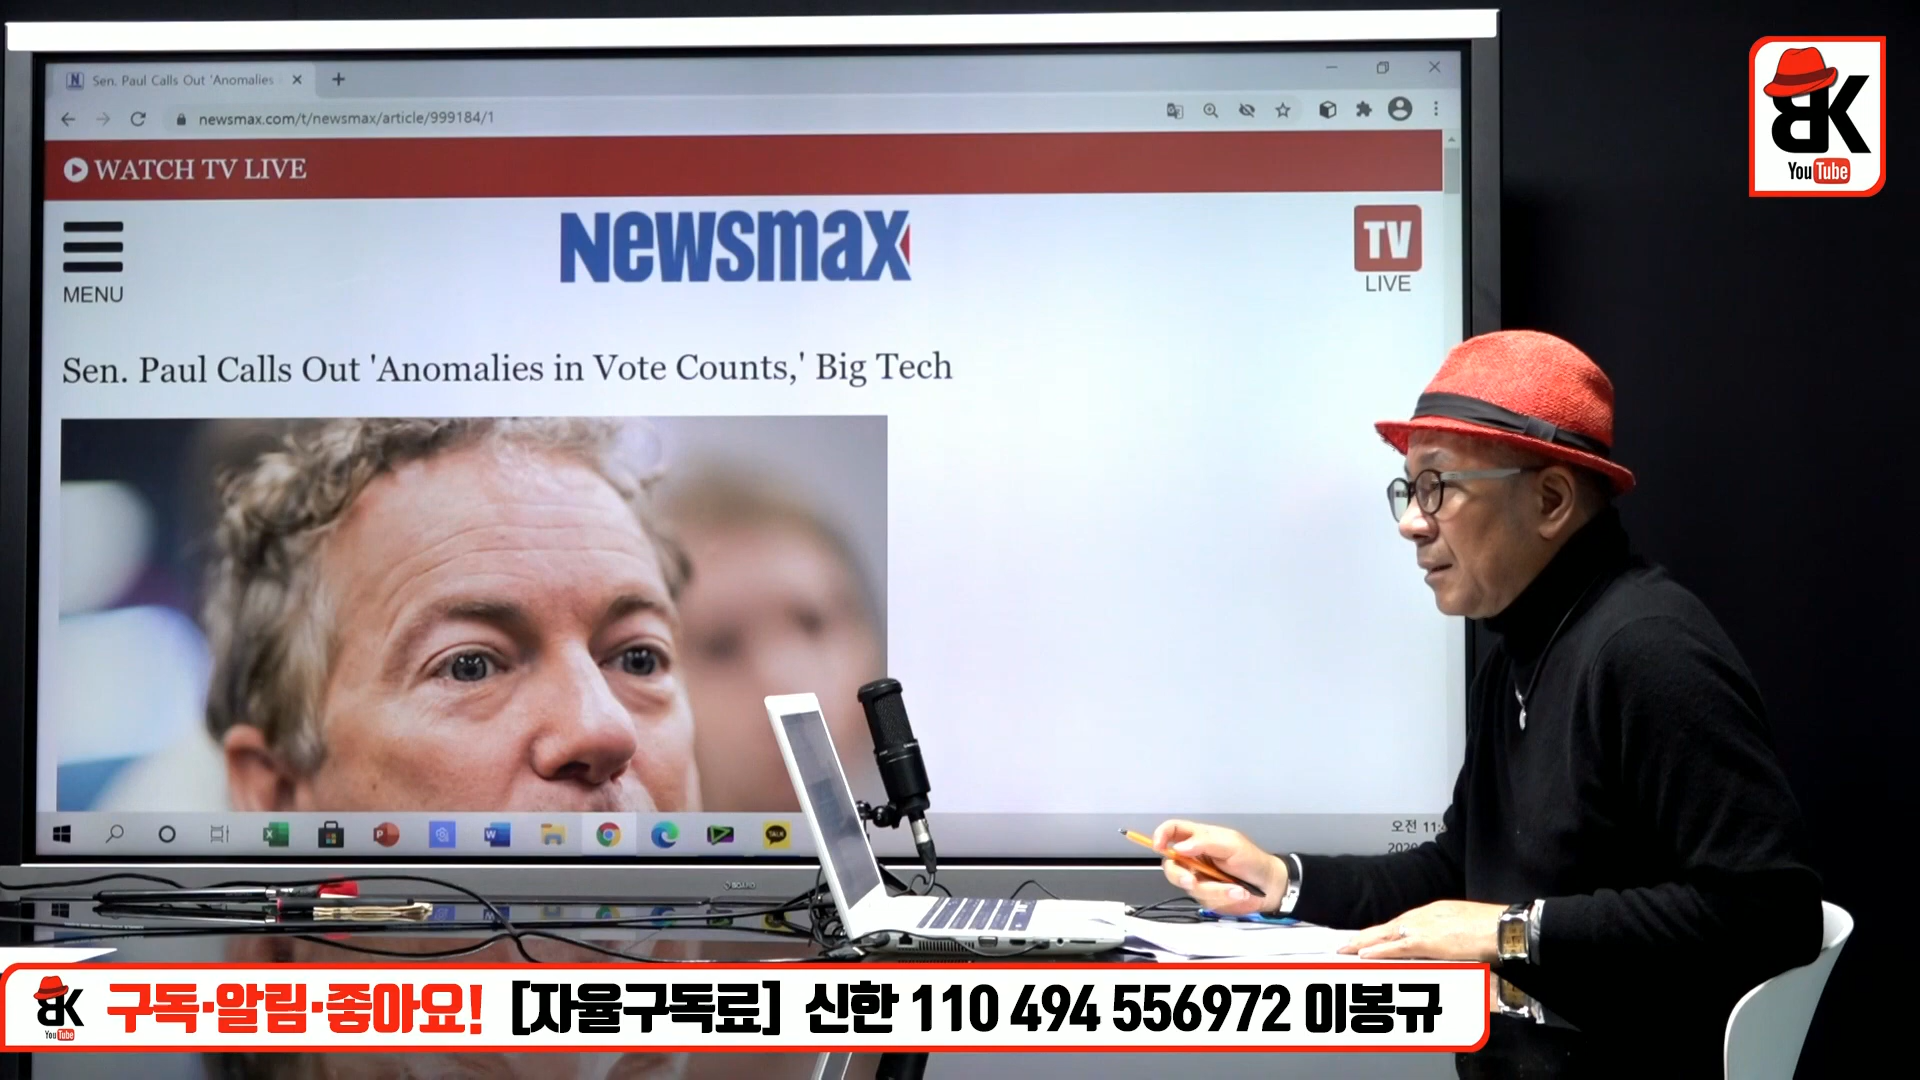 Sen. Paul Calls Out 'Anomalies
newsmax.com/t/newsmax/article/999184/1
WATCH TV LIVE
MENU
Newsmax
TV
LIVE
Sen. Paul Calls Out 'Anomalies in Vote Counts,' Big Tech
BK
YouTube
TALK
오전 11:
BK
YouTube
구독·알림·좋아요! [자율구독료] 신한 110 494 556972 이봉규